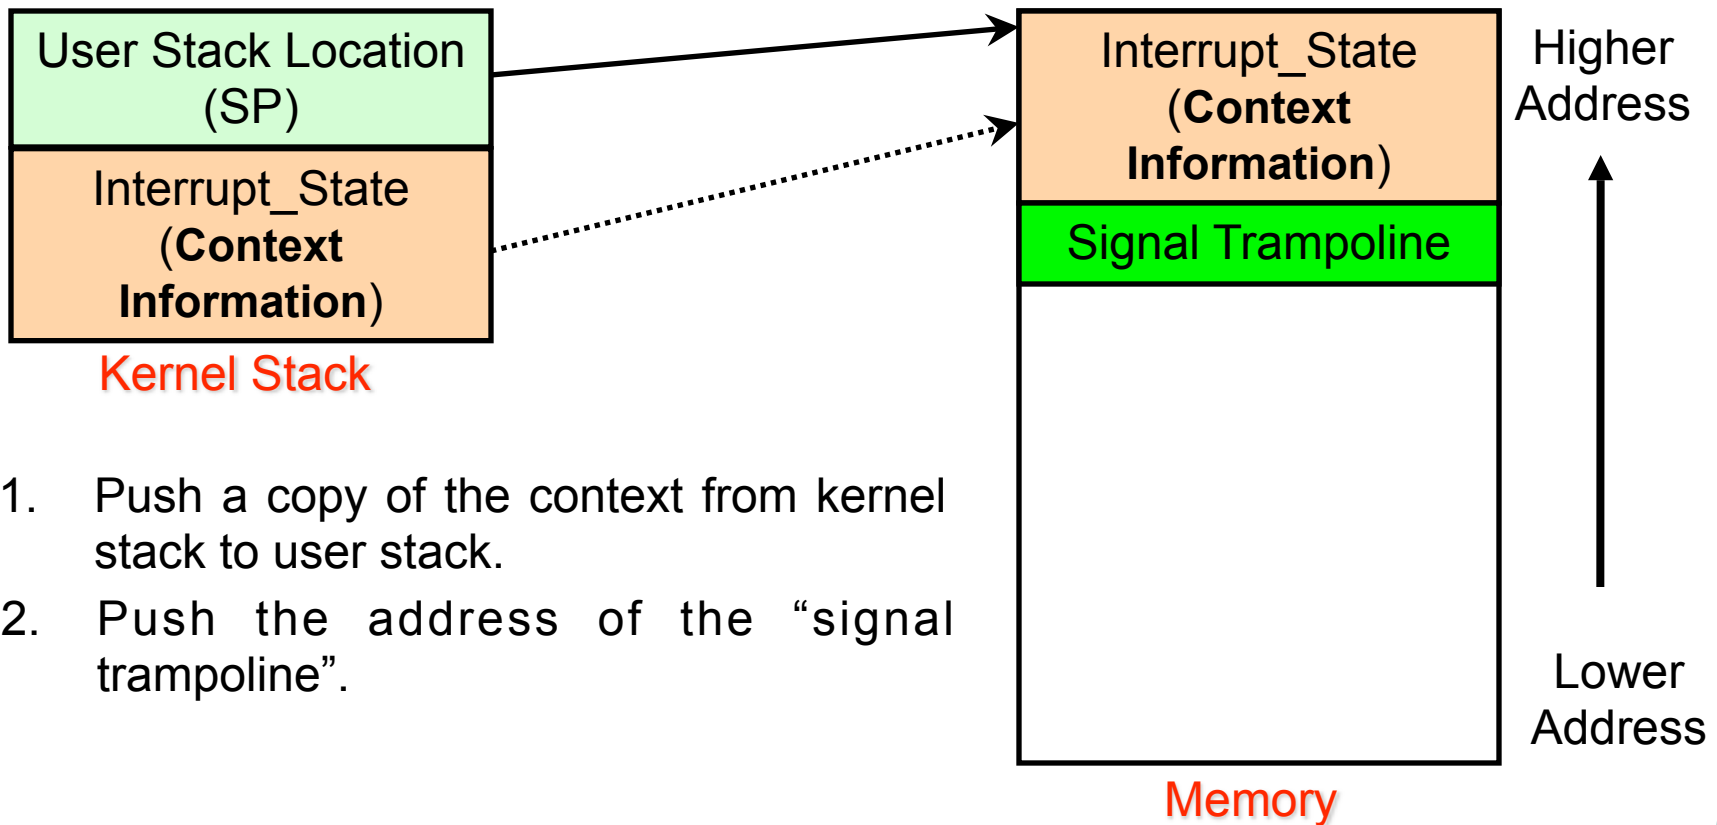 User Stack Location
(SP)
Interrupt_State
(Context
Information)
Kernel Stack
Interrupt_State
(Context
Information)
Signal Trampoline
Memory
Higher
Address
Lower
Address
1. Push a copy of the context from kernel
stack to user stack.
2. Push the address of the “signal
trampoline”.